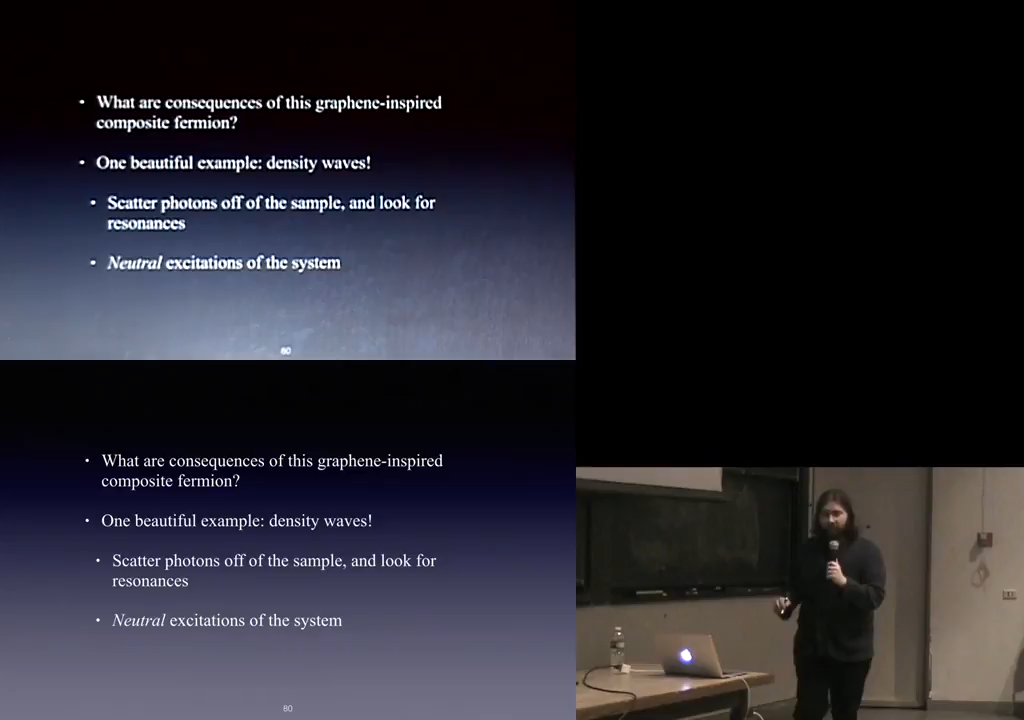 • What are consequences of this graphene-inspired
composite fermion?
• One beautiful example: density waves!
• Scatter photons off of the sample, and look for
resonances
• Neutral excitations of the system
80
• What are consequences of this graphene-inspired
composite fermion?
• One beautiful example: density waves!
• Scatter photons off of the sample, and look for
resonances
• Neutral excitations of the system
80